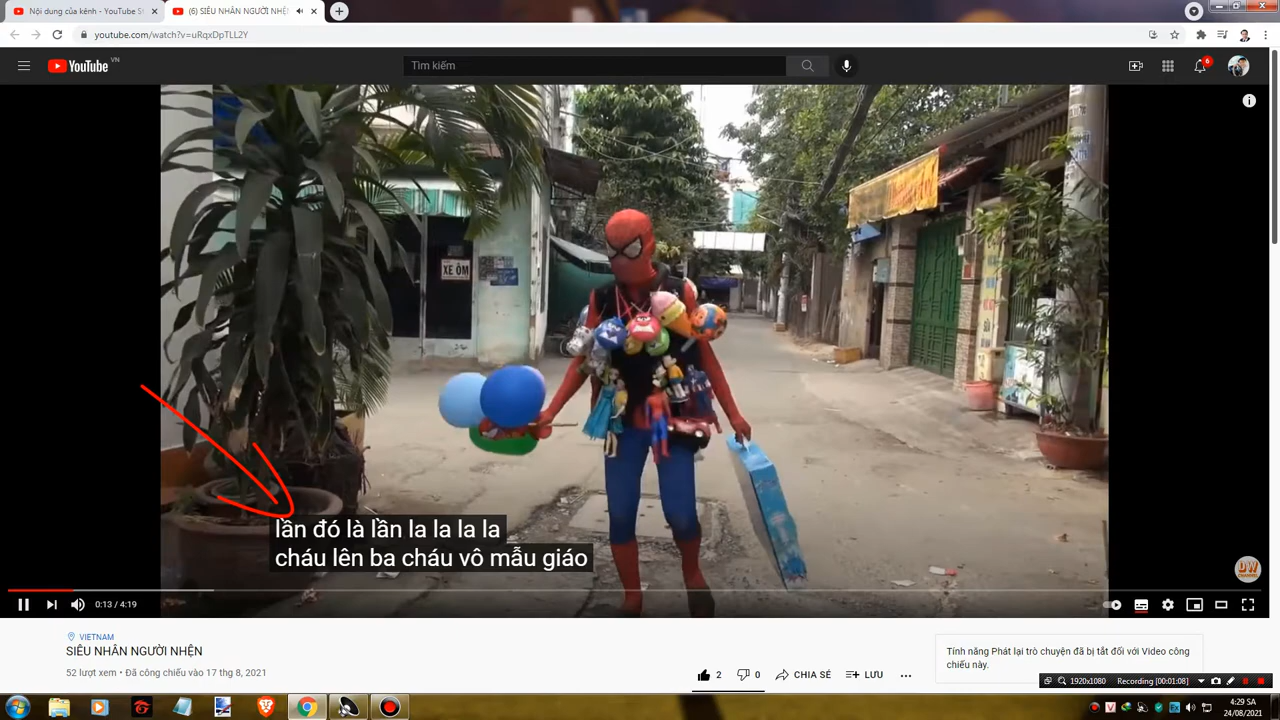 Nội dung của kênh - YouTube S
(6) SIÊU NHÂN NGƯỜI NHỆN
youtube.com/watch?v=uRqxDpTLL2Y
YouTube VN
Tìm kiếm
6
XE ÔM
lần đó là lần la la la la
cháu lên ba cháu vô mẫu giáo
DW
CHANNEL
0:13 / 4:19
VIETNAM
SIÊU NHÂN NGƯỜI NHỆN
52 lượt xem • Đã công chiếu vào 17 thg 8, 2021
2
0
CHIA SẺ
LƯU
Tính năng Phát lại trò chuyện đã bị tắt đối với Video công
chiếu này.
1920x1080
Recording [00:01:08]
4:29 SA
24/08/2021